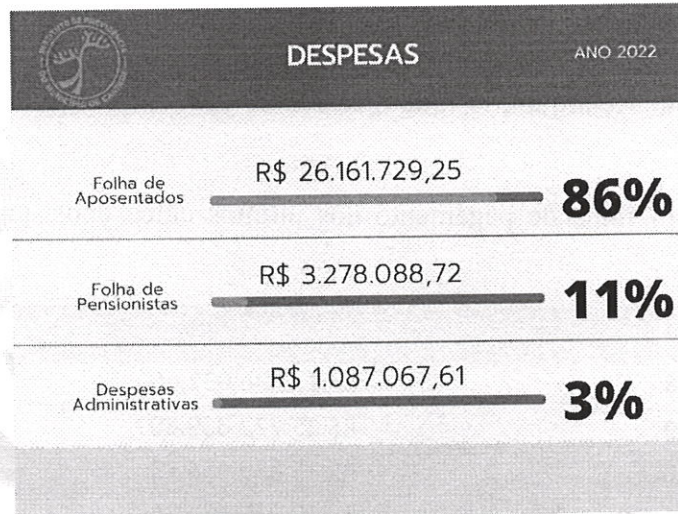 DESPESAS
ANO 2022
Folha de
Aposentados
R$ 26.161.729,25
86%
Folha de
Pensionistas
R$ 3.278.088,72
11%
Despesas
Administrativas
R$ 1.087.067,61
3%